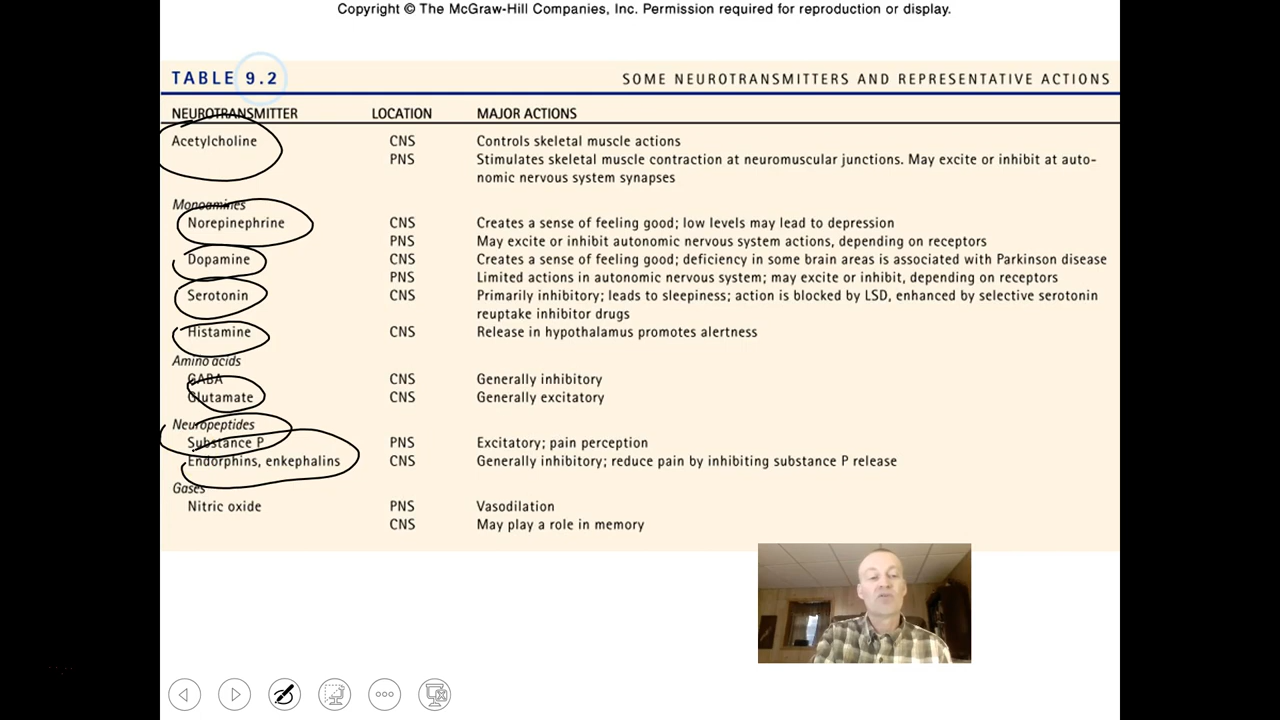 Copyright © The McGraw-Hill Companies, Inc. Permission required for reproduction or display.
TABLE 9.2 SOME NEUROTRANSMITTERS AND REPRESENTATIVE ACTIONS
NEUROTRANSMITTER LOCATION MAJOR ACTIONS
Acetylcholine CNS Controls skeletal muscle actions
PNS Stimulates skeletal muscle contraction at neuromuscular junctions. May excite or inhibit at auto-
nomic nervous system synapses
Monoamines
Norepinephrine CNS Creates a sense of feeling good; low levels may lead to depression
PNS May excite or inhibit autonomic nervous system actions, depending on receptors
Dopamine CNS Creates a sense of feeling good; deficiency in some brain areas is associated with Parkinson disease
PNS Limited actions in autonomic nervous system; may excite or inhibit, depending on receptors
Serotonin CNS Primarily inhibitory; leads to sleepiness; action is blocked by LSD, enhanced by selective serotonin
reuptake inhibitor drugs
Histamine CNS Release in hypothalamus promotes alertness
Amino acids
GABA CNS Generally inhibitory
Glutamate CNS Generally excitatory
Neuropeptides
Substance P PNS Excitatory; pain perception
Endorphins, enkephalins CNS Generally inhibitory; reduce pain by inhibiting substance P release
Gases
Nitric oxide PNS Vasodilation
CNS May play a role in memory